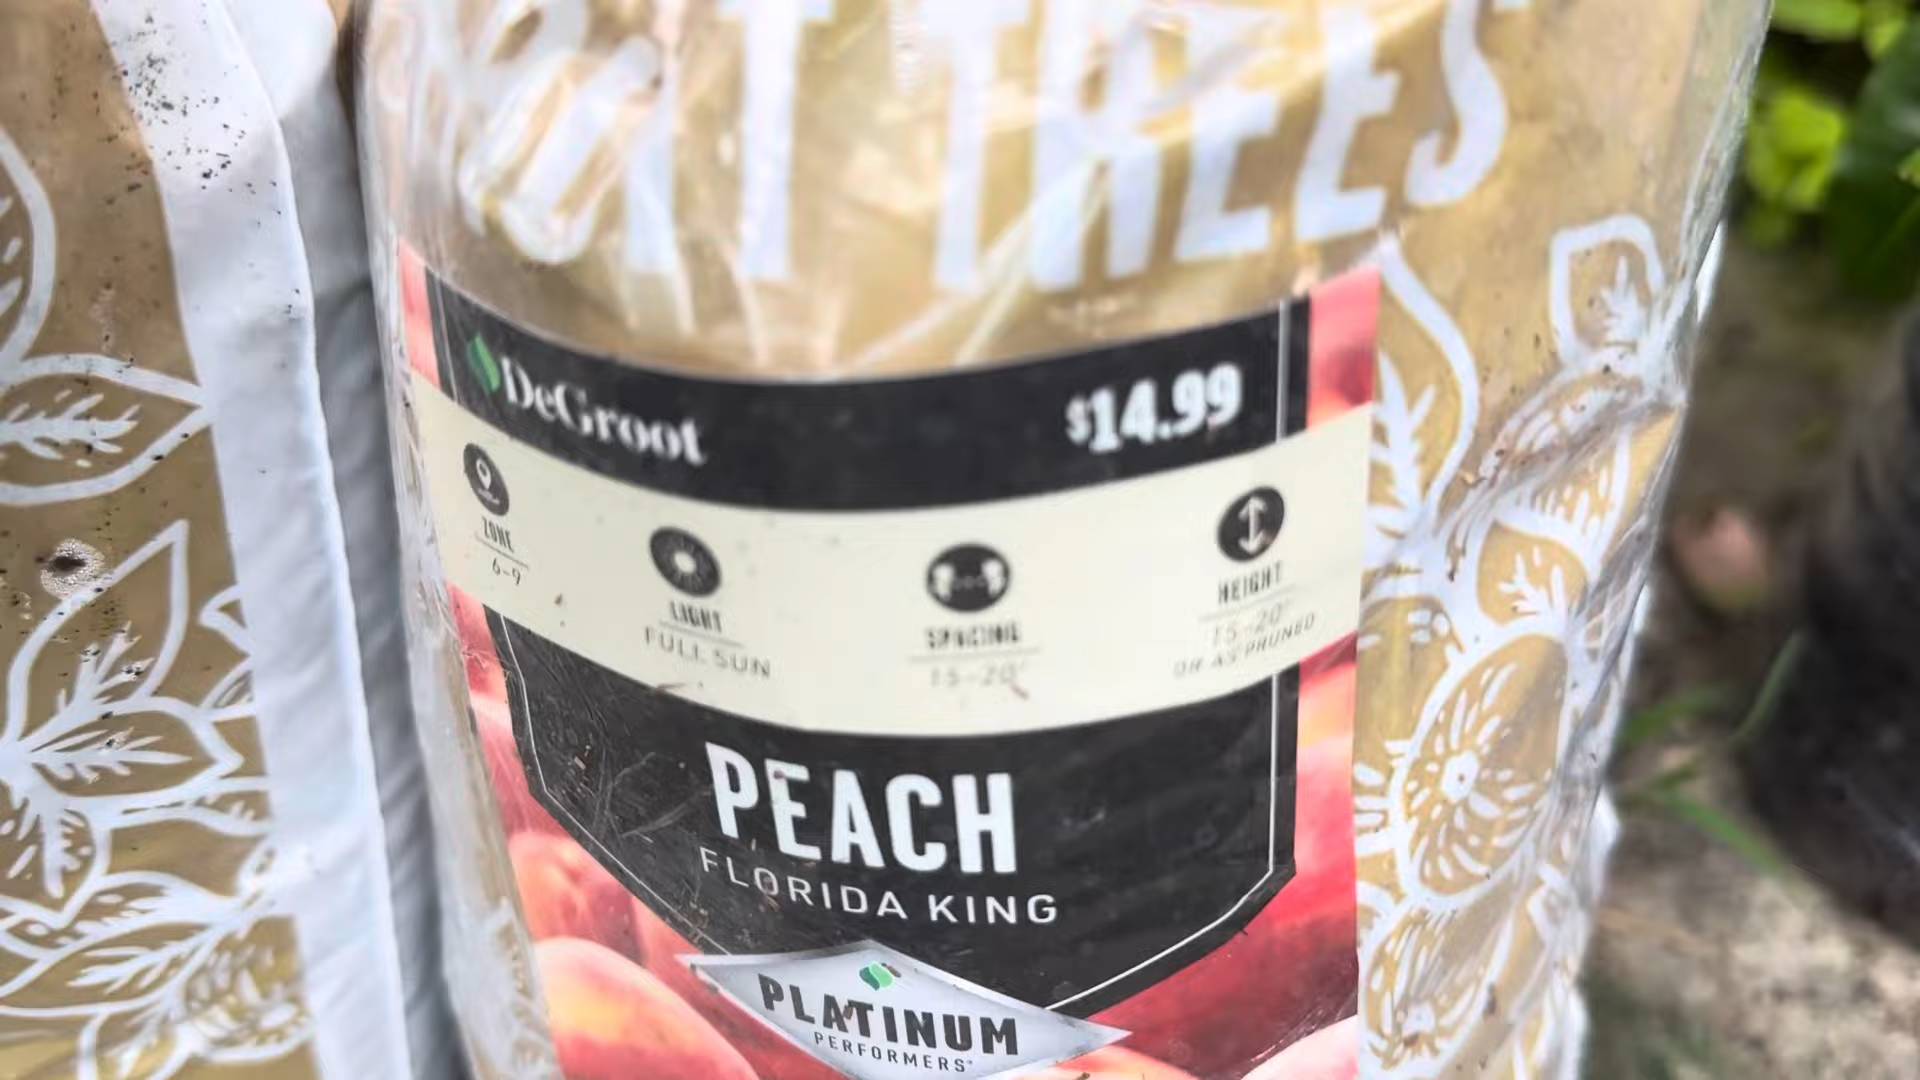 FRUIT TREES
DeGroot
$14.99
ZONE
6-9
LIGHT
FULL SUN
SPACING
15-20'
HEIGHT
15-20'
OR AS PRUNED
PEACH
FLORIDA KING
PLATINUM
PERFORMERS